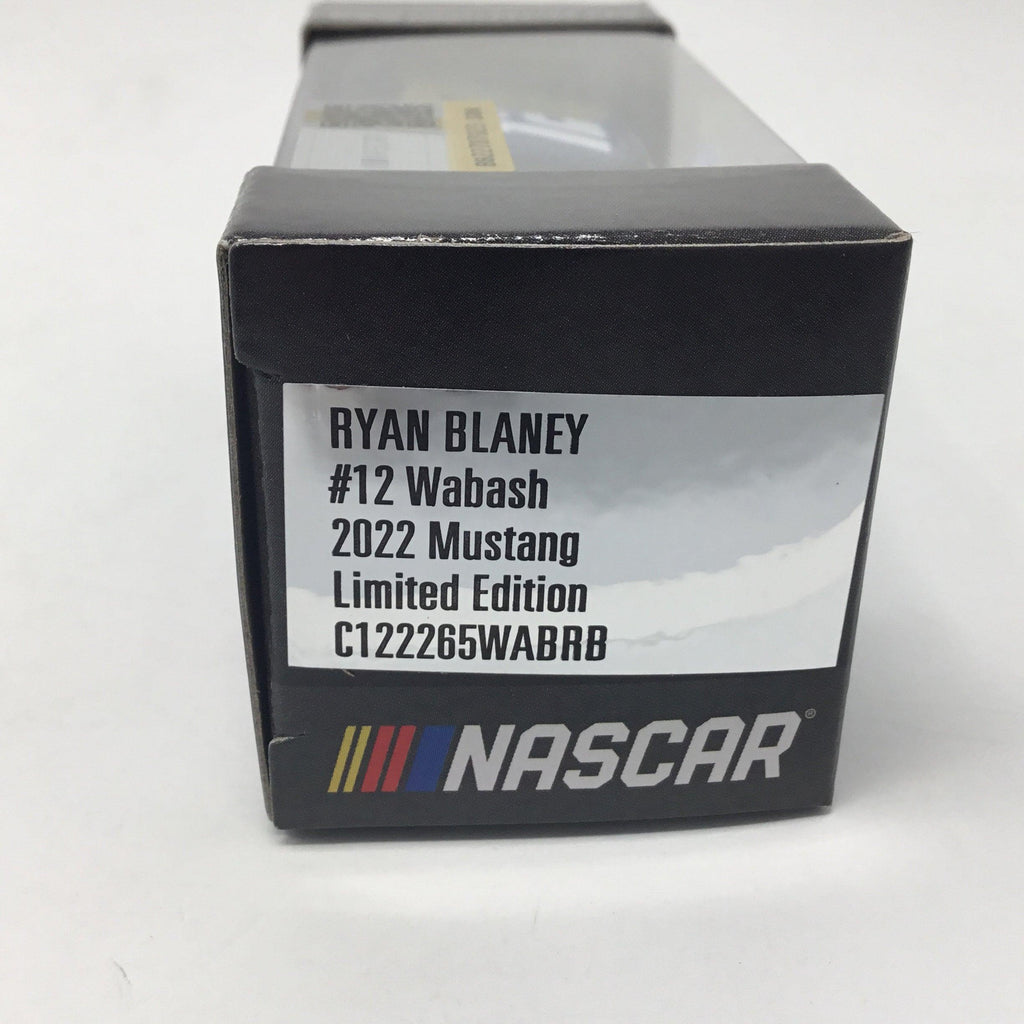 RYAN BLANEY
#12 Wabash
2022 Mustang
Limited Edition
C122265WABRB
NASCAR®